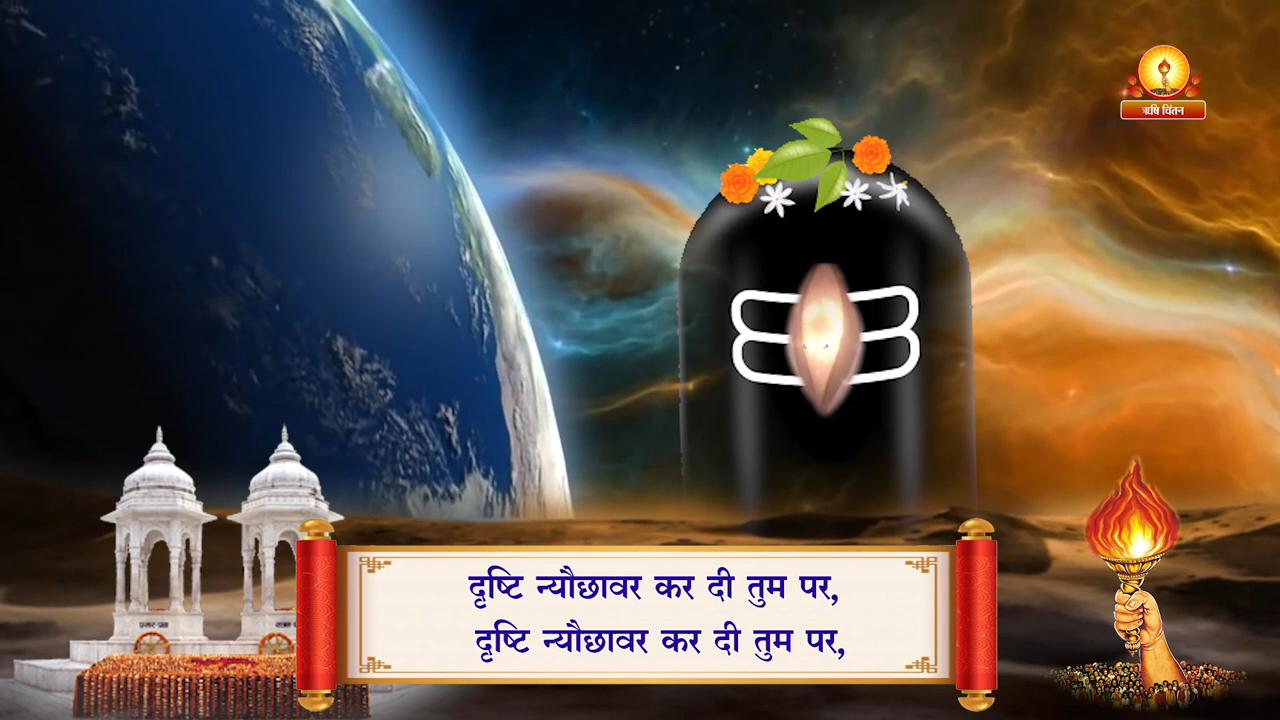 ऋषि चिंतन
दृष्टि न्यौछावर कर दी तुम पर,
दृष्टि न्यौछावर कर दी तुम पर,